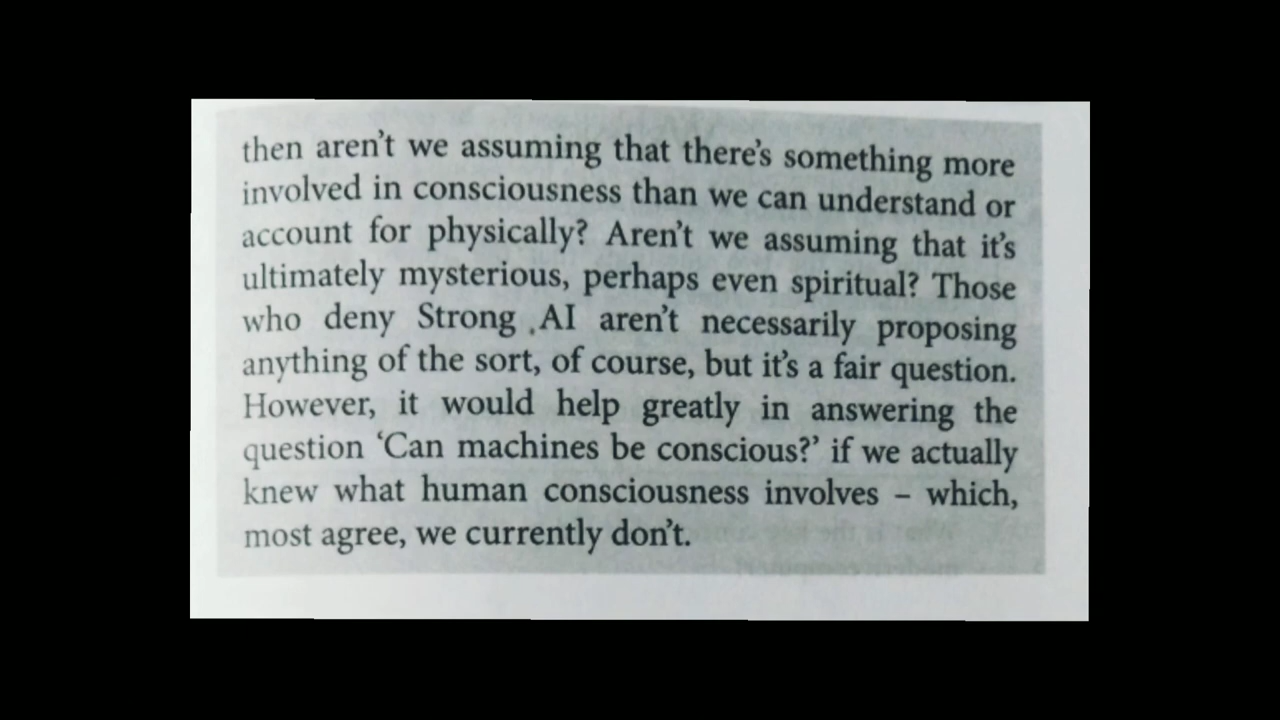 then aren’t we assuming that there’s something more
involved in consciousness than we can understand or
account for physically? Aren’t we assuming that it’s
ultimately mysterious, perhaps even spiritual? Those
who deny Strong AI aren’t necessarily proposing
anything of the sort, of course, but it’s a fair question.
However, it would help greatly in answering the
question ‘Can machines be conscious?’ if we actually
knew what human consciousness involves – which,
most agree, we currently don’t.